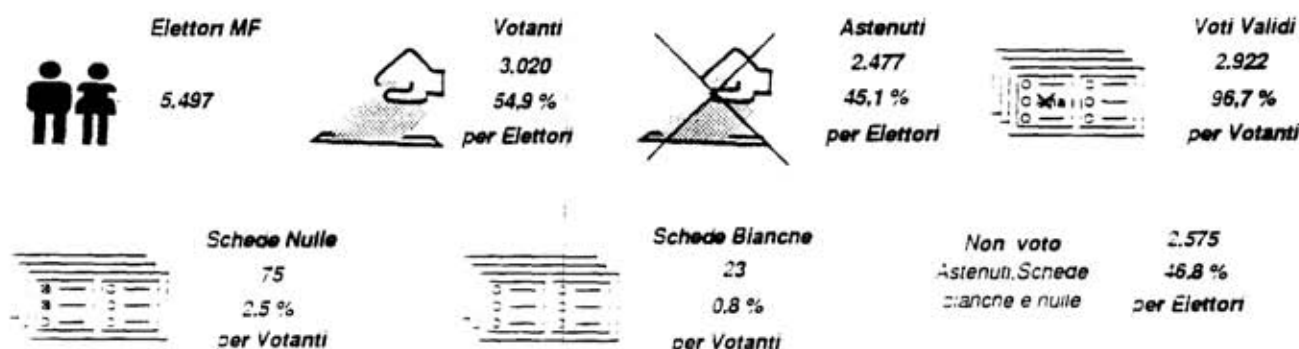 Elettori MF
5.497
Votanti
3.020
54,9 %
per Elettori
Astenuti
2.477
45,1 %
per Elettori
Voti Validi
2.922
96,7 %
per Votanti
Schede Nulle
75
2.5 %
per Votanti
Schede Bianche
23
0.8 %
per Votanti
Non voto
Astenuti, Schede
bianche e nulle
2.575
46,8 %
per Elettori